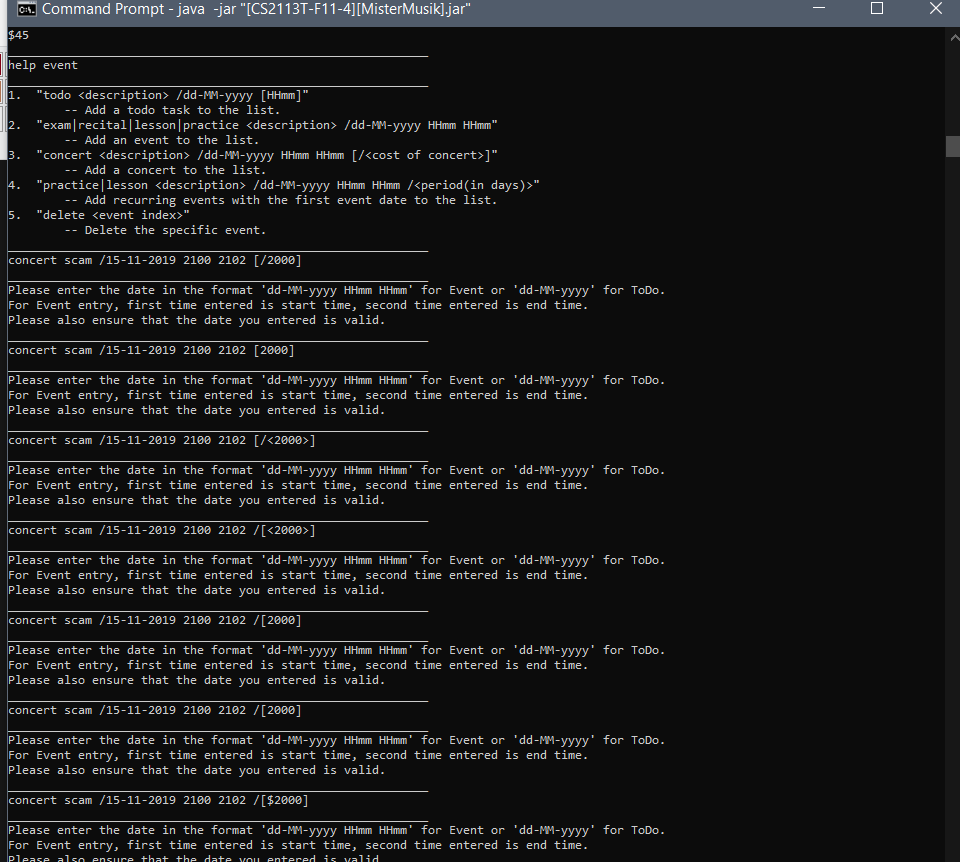 Command Prompt - java  -jar "[CS2113T-F11-4][MisterMusik].jar"
$45
help event
1.  "todo <description> /dd-MM-yyyy [HHmm]"
-- Add a todo task to the list.
2.  "exam|recital|lesson|practice <description> /dd-MM-yyyy HHmm HHmm"
-- Add an event to the list.
3.  "concert <description> /dd-MM-yyyy HHmm HHmm [/<cost of concert>]"
-- Add a concert to the list.
4.  "practice|lesson <description> /dd-MM-yyyy HHmm HHmm /<period(in days)>"
-- Add recurring events with the first event date to the list.
5.  "delete <event index>"
-- Delete the specific event.
concert scam /15-11-2019 2100 2102 [/2000]
Please enter the date in the format 'dd-MM-yyyy HHmm HHmm' for Event or 'dd-MM-yyyy' for ToDo.
For Event entry, first time entered is start time, second time entered is end time.
Please also ensure that the date you entered is valid.
concert scam /15-11-2019 2100 2102 [2000]
Please enter the date in the format 'dd-MM-yyyy HHmm HHmm' for Event or 'dd-MM-yyyy' for ToDo.
For Event entry, first time entered is start time, second time entered is end time.
Please also ensure that the date you entered is valid.
concert scam /15-11-2019 2100 2102 [/<2000>]
Please enter the date in the format 'dd-MM-yyyy HHmm HHmm' for Event or 'dd-MM-yyyy' for ToDo.
For Event entry, first time entered is start time, second time entered is end time.
Please also ensure that the date you entered is valid.
concert scam /15-11-2019 2100 2102 /[<2000>]
Please enter the date in the format 'dd-MM-yyyy HHmm HHmm' for Event or 'dd-MM-yyyy' for ToDo.
For Event entry, first time entered is start time, second time entered is end time.
Please also ensure that the date you entered is valid.
concert scam /15-11-2019 2100 2102 /[2000]
Please enter the date in the format 'dd-MM-yyyy HHmm HHmm' for Event or 'dd-MM-yyyy' for ToDo.
For Event entry, first time entered is start time, second time entered is end time.
Please also ensure that the date you entered is valid.
concert scam /15-11-2019 2100 2102 /[2000]
Please enter the date in the format 'dd-MM-yyyy HHmm HHmm' for Event or 'dd-MM-yyyy' for ToDo.
For Event entry, first time entered is start time, second time entered is end time.
Please also ensure that the date you entered is valid.
concert scam /15-11-2019 2100 2102 /[$2000]
Please enter the date in the format 'dd-MM-yyyy HHmm HHmm' for Event or 'dd-MM-yyyy' for ToDo.
For Event entry, first time entered is start time, second time entered is end time.
Please also ensure that the date you entered is valid.